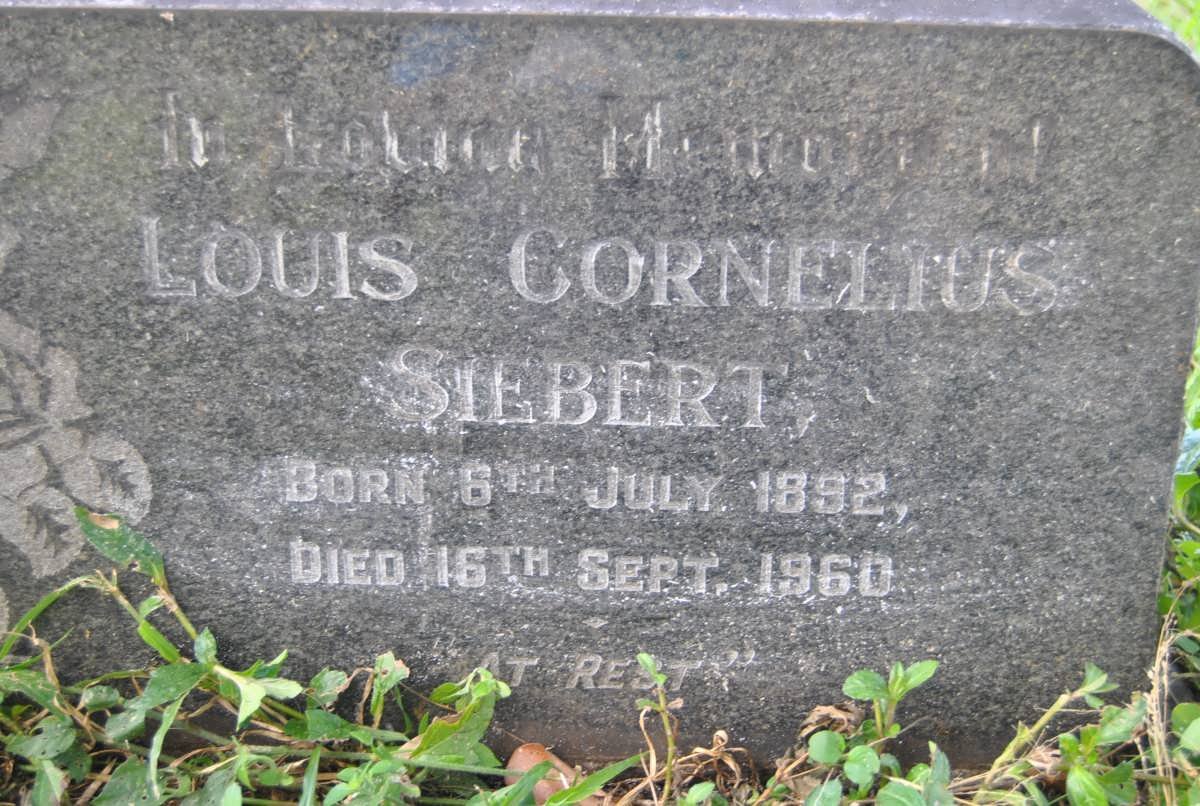 In Loving Memory of
LOUIS CORNELIUS
SIEBERT,
BORN 6TH JULY. 1892,
DIED 16TH SEPT. 1960
"AT REST"